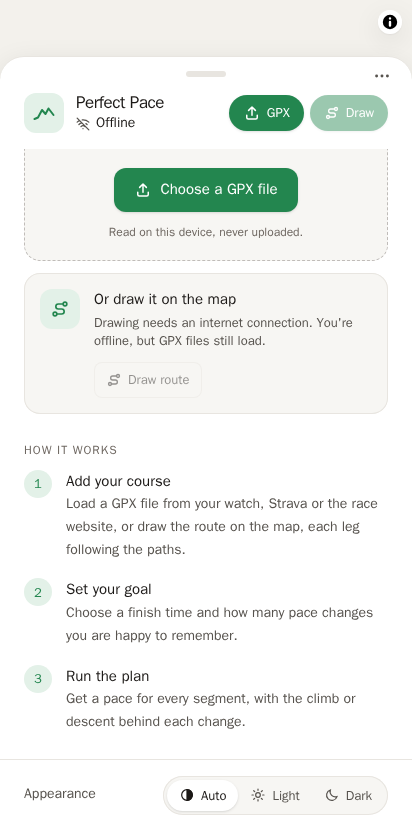 Perfect Pace
Offline
GPX
Draw
Choose a GPX file
Read on this device, never uploaded.
Or draw it on the map
Drawing needs an internet connection. You're
offline, but GPX files still load.
Draw route
HOW IT WORKS
1
Add your course
Load a GPX file from your watch, Strava or the race
website, or draw the route on the map, each leg
following the paths.
2
Set your goal
Choose a finish time and how many pace changes
you are happy to remember.
3
Run the plan
Get a pace for every segment, with the climb or
descent behind each change.
Appearance
Auto
Light
Dark